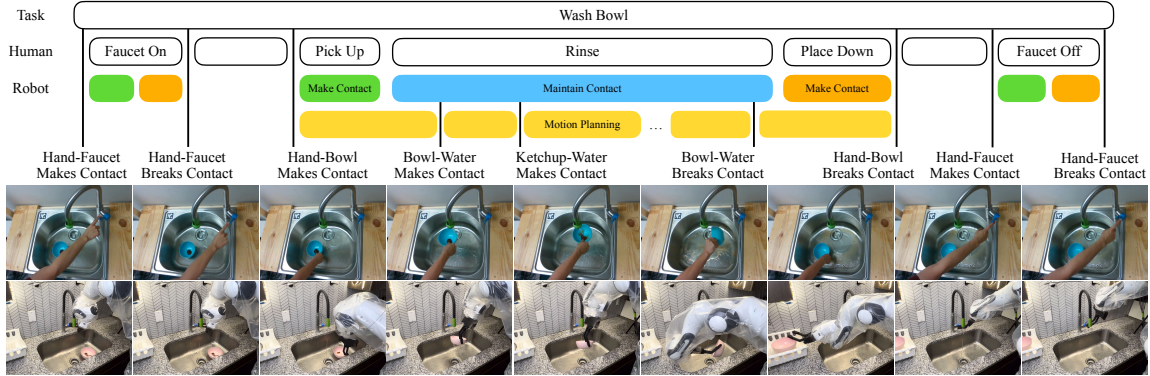 Task
Wash Bowl
Human
Faucet On
Pick Up
Rinse
Place Down
Faucet Off
Robot
Make Contact
Maintain Contact
Make Contact
Motion Planning
...
Hand-Faucet
Makes Contact
Hand-Faucet
Breaks Contact
Hand-Bowl
Makes Contact
Bowl-Water
Makes Contact
Ketchup-Water
Makes Contact
Bowl-Water
Breaks Contact
Hand-Bowl
Breaks Contact
Hand-Faucet
Makes Contact
Hand-Faucet
Breaks Contact